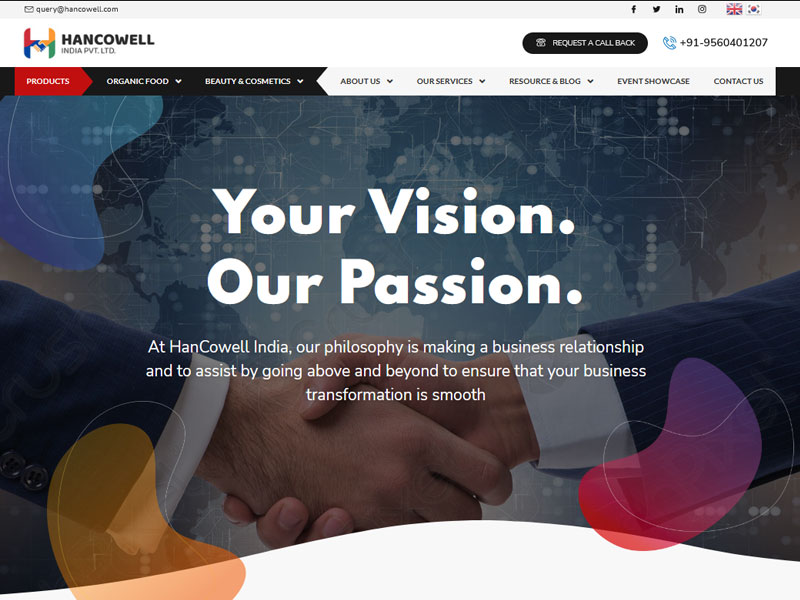 query@hancowell.com
HANCOWELL
INDIA PVT. LTD.
REQUEST A CALL BACK
+91-9560401207
PRODUCTS ORGANIC FOOD BEAUTY & COSMETICS ABOUT US OUR SERVICES RESOURCE & BLOG EVENT SHOWCASE CONTACT US
Your Vision.
Our Passion.
At HanCowell India, our philosophy is making a business relationship
and to assist by going above and beyond to ensure that your business
transformation is smooth